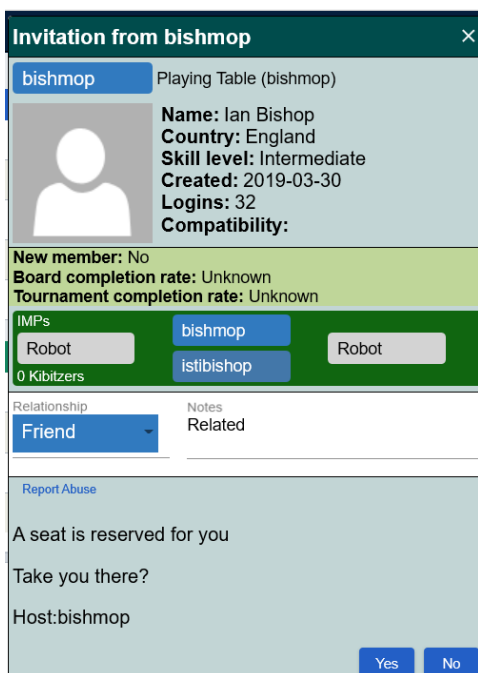 Invitation from bishmop ×
bishmop Playing Table (bishmop)
Name: Ian Bishop
Country: England
Skill level: Intermediate
Created: 2019-03-30
Logins: 32
Compatibility:
New member: No
Board completion rate: Unknown
Tournament completion rate: Unknown
IMPs
bishmop
Robot
Robot
istibishop
0 Kibitzers
Relationship
Notes
Friend
Related
Report Abuse
A seat is reserved for you
Take you there?
Host:bishmop
Yes No